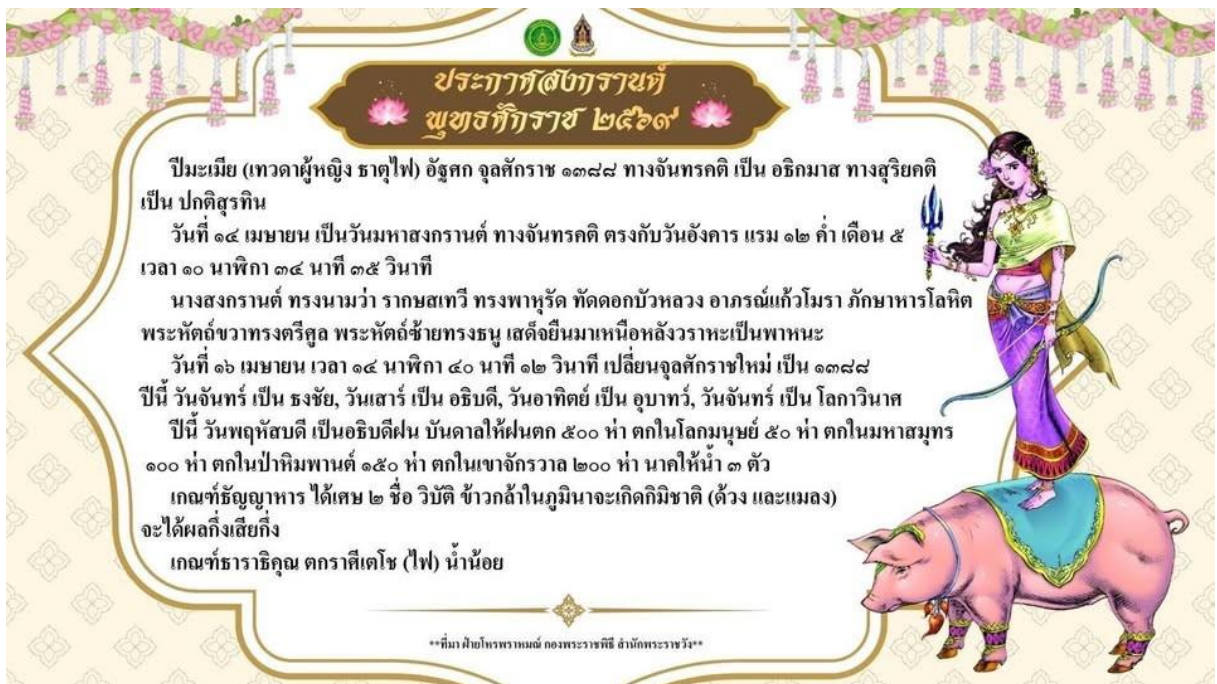 ประกาศสงกรานต์
พุทธศักราช ๒๕๖๙
ปีมะเมีย (เทวดาผู้หญิง ธาตุไฟ) อัฐศก จุลศักราช ๑๓๘๘ ทางจันทรคติ เป็น อธิกมาส ทางสุริยคติ
เป็น ปกติสุรทิน
วันที่ ๑๔ เมษายน เป็นวันมหาสงกรานต์ ทางจันทรคติ ตรงกับวันอังคาร แรม ๑๒ ค่ำ เดือน ๕
เวลา ๑๐ นาฬิกา ๓๔ นาที ๓๕ วินาที
นางสงกรานต์ ทรงนามว่า รากษสเทวี ทรงพาหุรัด ทัดดอกบัวหลวง อาภรณ์แก้วโมรา ภักษาหารโลหิต
พระหัตถ์ขวาทรงตรีศูล พระหัตถ์ซ้ายทรงธนู เสด็จยืนมาเหนือหลังวราหะเป็นพาหนะ
วันที่ ๑๖ เมษายน เวลา ๑๔ นาฬิกา ๔๐ นาที ๑๒ วินาที เปลี่ยนจุลศักราชใหม่ เป็น ๑๓๘๘
ปีนี้ วันจันทร์ เป็น ธงชัย, วันเสาร์ เป็น อธิบดี, วันอาทิตย์ เป็น อุบาทว์, วันจันทร์ เป็น โลกาวินาศ
ปีนี้ วันพฤหัสบดี เป็นอธิบดีฝน บันดาลให้ฝนตก ๕๐๐ ห่า ตกในโลกมนุษย์ ๕๐ ห่า ตกในมหาสมุทร
๑๐๐ ห่า ตกในป่าหิมพานต์ ๑๕๐ ห่า ตกในเขาจักรวาล ๒๐๐ ห่า นาคให้น้ำ ๓ ตัว
เกณฑ์ธัญญาหาร ได้เศษ ๒ ชื่อ วิบัติ ข้าวกล้าในภูมินาจะเกิดกิมิชาติ (ด้วง และแมลง)
จะได้ผลกึ่งเสียกึ่ง
เกณฑ์ธาราธิคุณ ตกราศีเตโช (ไฟ) น้ำน้อย
**ที่มา ฝ่ายโหรพราหมณ์ กองพระราชพิธี สำนักพระราชวัง**